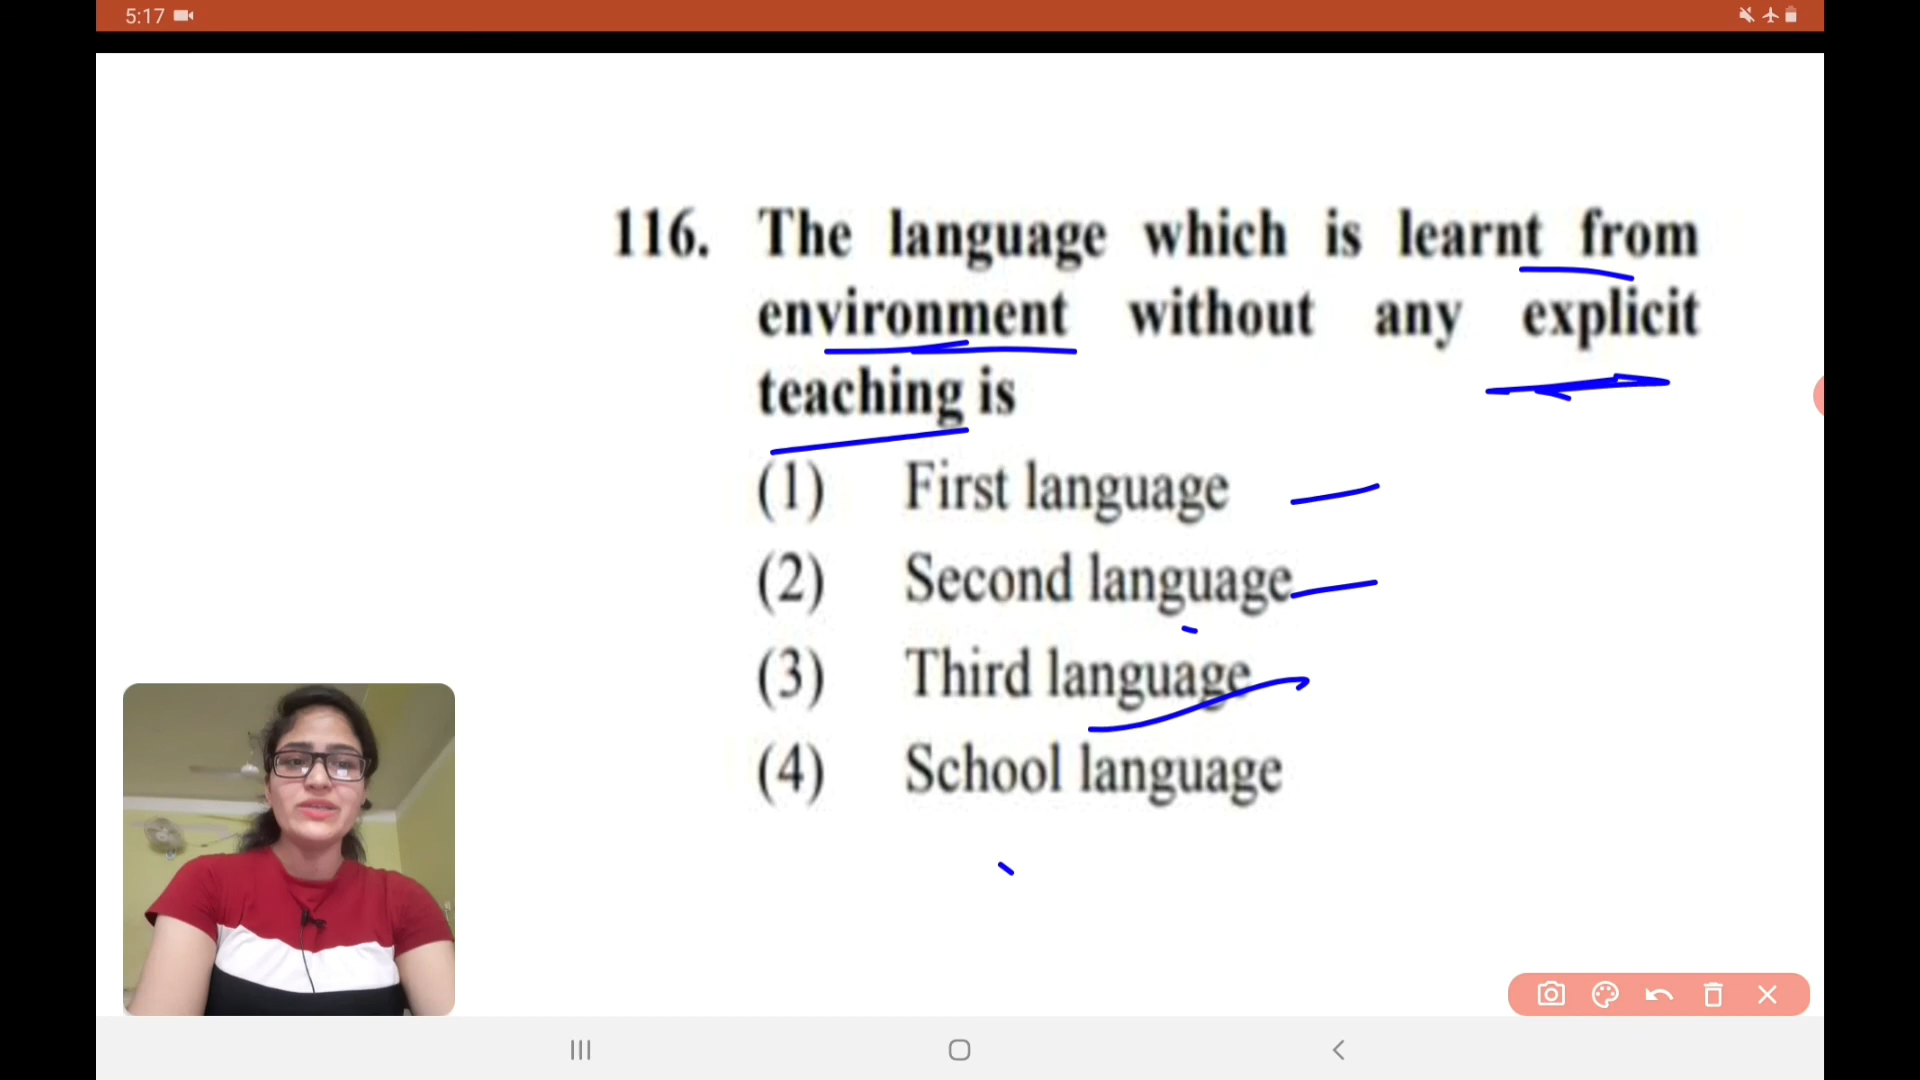 5:17
116. The language which is learnt from
environment without any explicit
teaching is
(1) First language
(2) Second language
(3) Third language
(4) School language